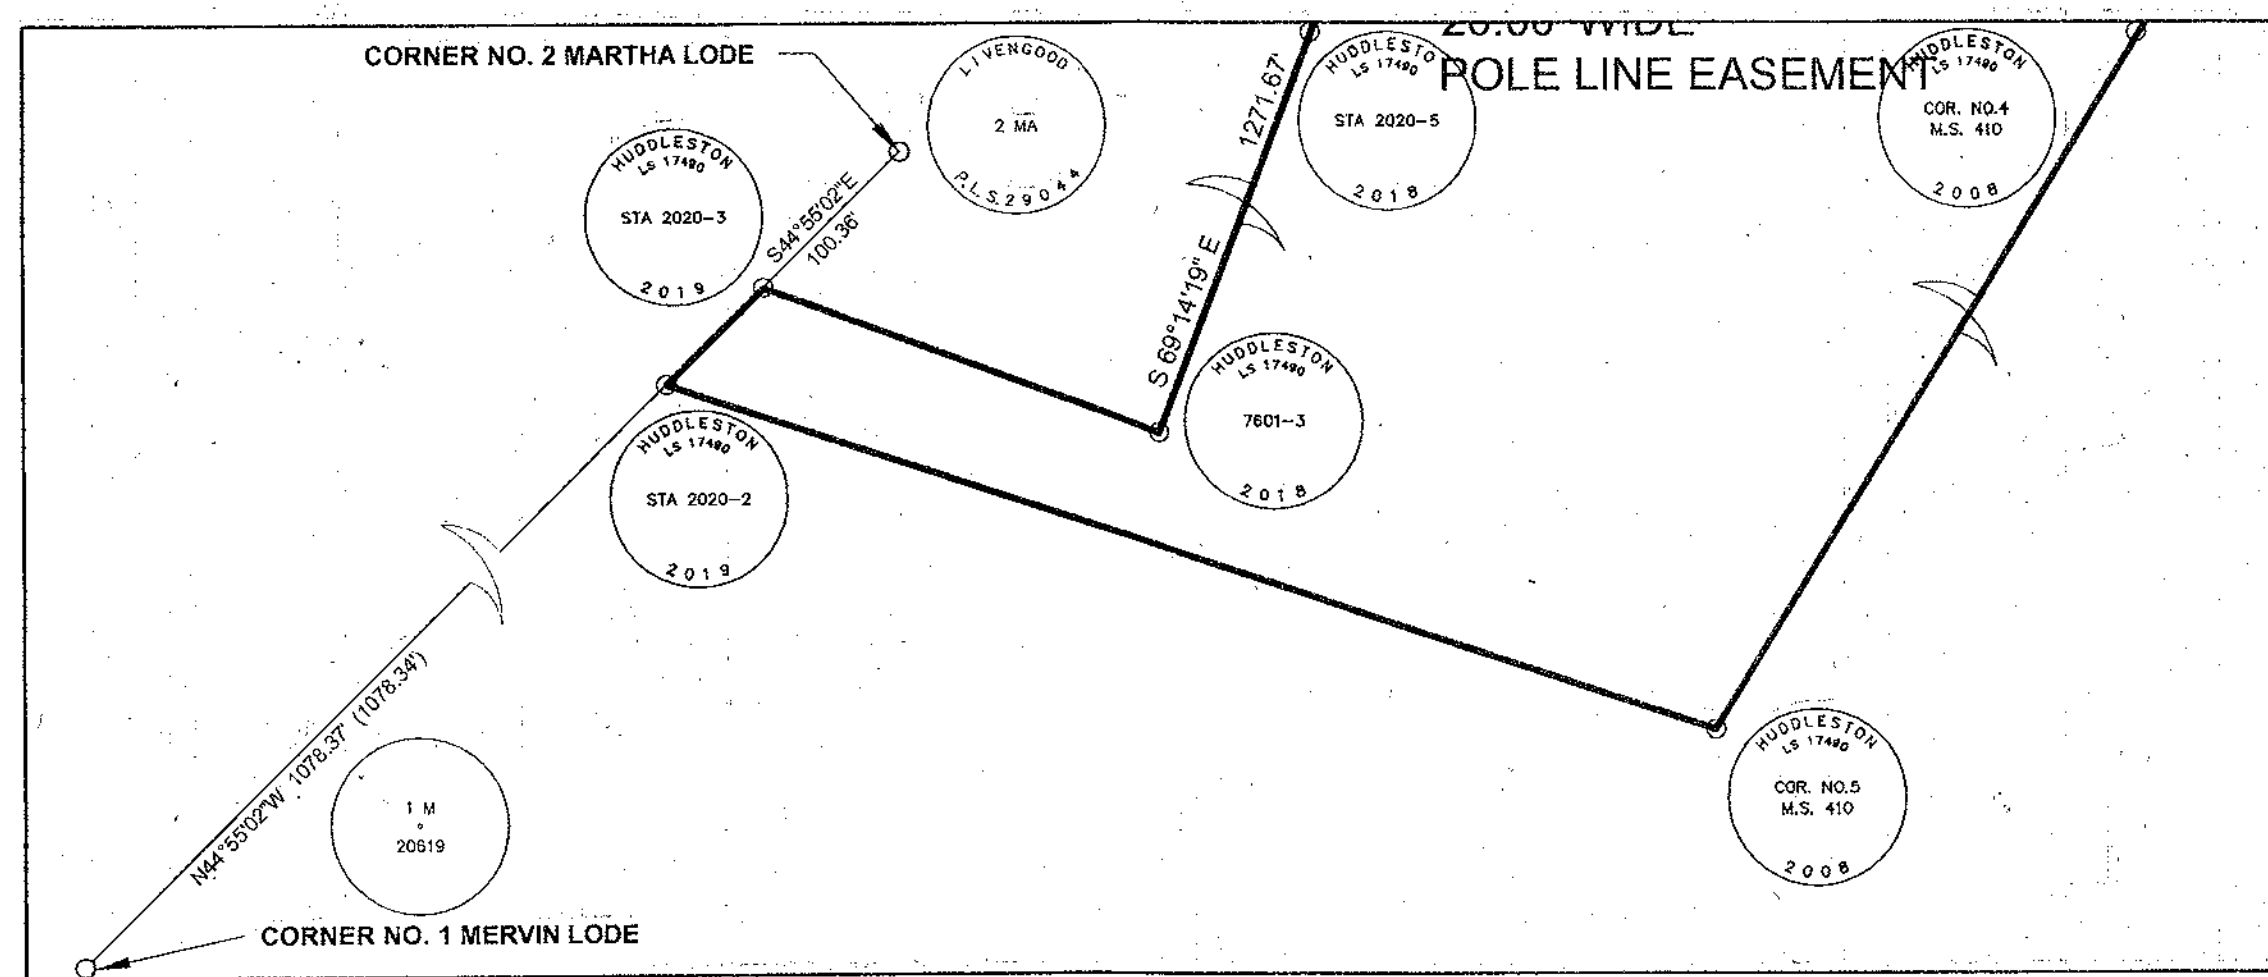 CORNER NO. 2 MARTHA LODE
LIVENGOOD
2 MA
P.L.S.29044
1271.67'
HUDDLESTON
LS 17490
STA 2020-5
2018
WIDE
POLE LINE EASEMENT
HUDDLESTON
LS 17490
COR. NO.4
M.S. 410
2008
HUDDLESTON
LS 17490
STA 2020-3
2019
S44°55'02"E
100.36'
S 69°14'19" E
HUDDLESTON
LS 17490
7601-3
2018
HUDDLESTON
LS 17490
STA 2020-2
2019
N44°55'02"W 1078.37' (1078.34')
1 M
20619
HUDDLESTON
LS 17490
COR. NO.5
M.S. 410
2008
CORNER NO. 1 MERVIN LODE